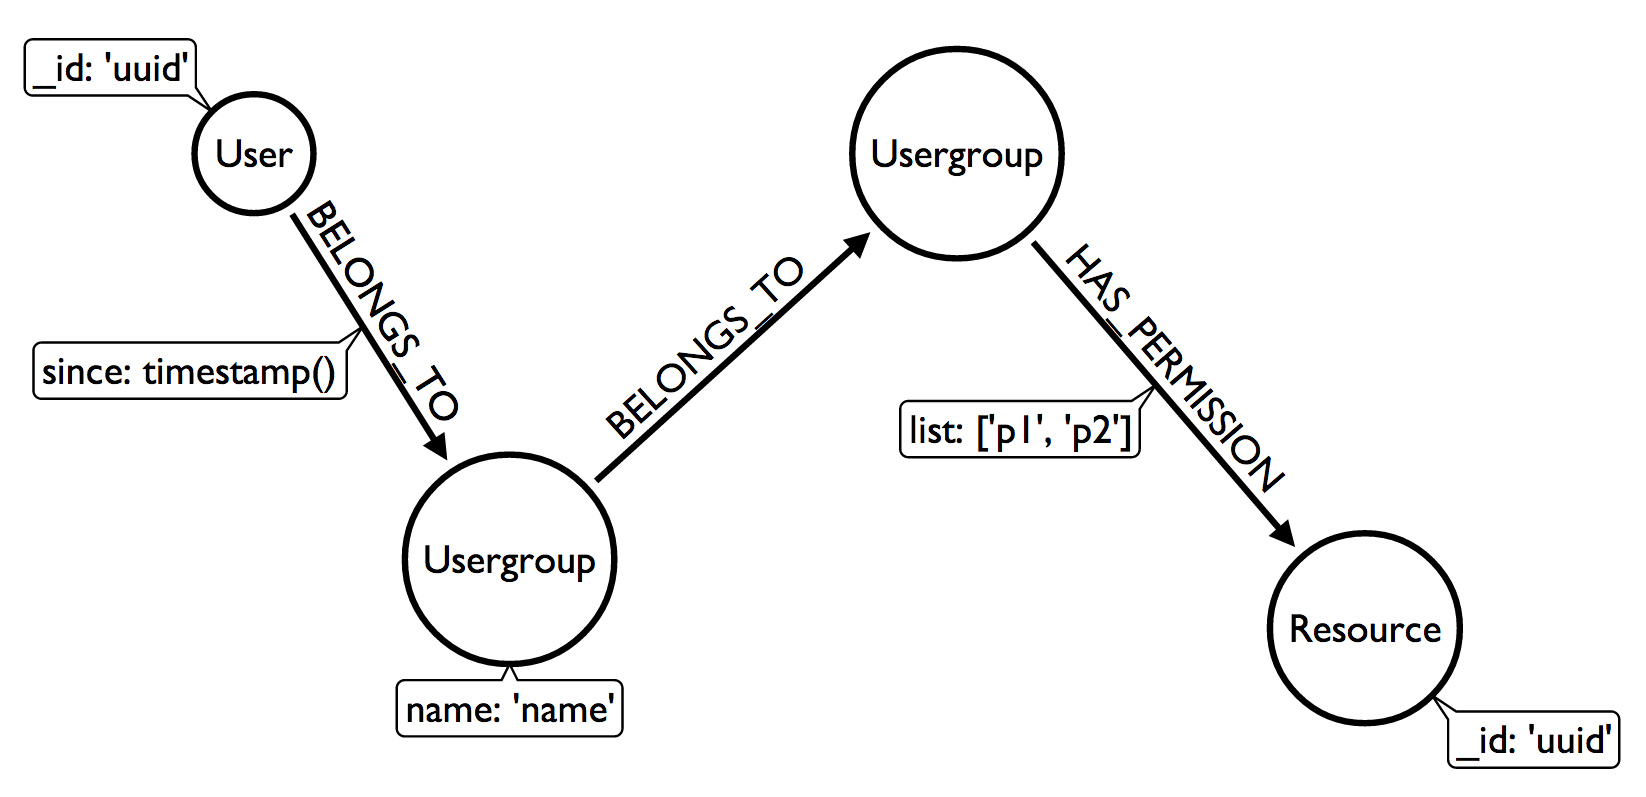 _id: 'uuid'
User
BELONGS_TO
since: timestamp()
Usergroup
name: 'name'
BELONGS_TO
Usergroup
HAS_PERMISSION
list: ['p1', 'p2']
Resource
_id: 'uuid'